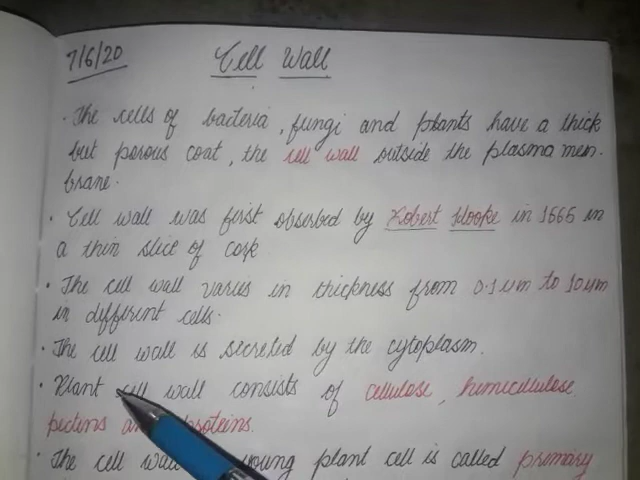 7/6/20
Cell Wall
· The cells of bacteria, fungi and plants have a thick
but porous coat, the cell wall outside the plasma mem-
brane.
· Cell wall was first observed by Robert Hooke in 1666 in
a thin slice of cork
· The cell wall varies in thickness from 0.1 um to 10 um
in different cells.
· The cell wall is secreted by the cytoplasm.
· Plant cell wall consists of cellulose, humicellulose,
pectins and proteins.
· The cell wall young plant cell is called primary